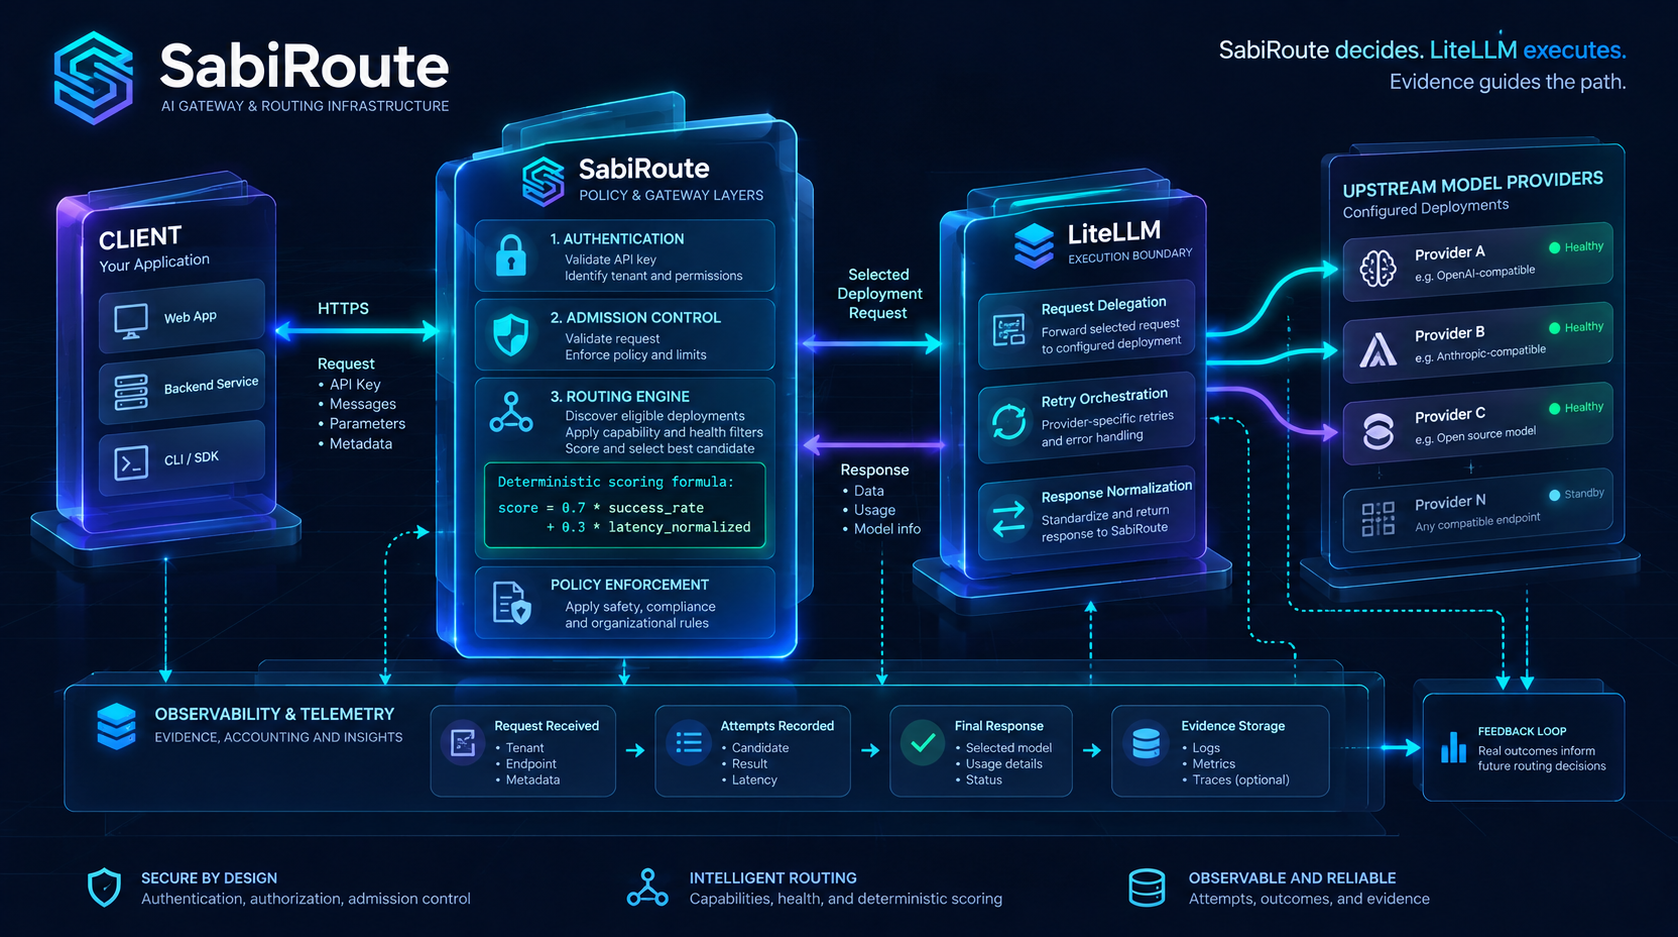 SabiRoute
AI GATEWAY & ROUTING INFRASTRUCTURE
SabiRoute decides. LiteLLM executes.
Evidence guides the path.
CLIENT
Your Application
Web App
Backend Service
CLI / SDK
HTTPS
Request
• API Key
• Messages
• Parameters
• Metadata
SabiRoute
POLICY & GATEWAY LAYERS
1. AUTHENTICATION
Validate API key
Identify tenant and permissions
2. ADMISSION CONTROL
Validate request
Enforce policy and limits
3. ROUTING ENGINE
Discover eligible deployments
Apply capability and health filters
Score and select best candidate
Deterministic scoring formula:
score = 0.7 * success_rate
+ 0.3 * latency_normalized
POLICY ENFORCEMENT
Apply safety, compliance
and organizational rules
Selected
Deployment
Request
Response
• Data
• Usage
• Model info
LiteLLM
EXECUTION BOUNDARY
Request Delegation
Forward selected request
to configured deployment
Retry Orchestration
Provider-specific retries
and error handling
Response Normalization
Standardize and return
response to SabiRoute
UPSTREAM MODEL PROVIDERS
Configured Deployments
Provider A
Healthy
e.g. OpenAI-compatible
Provider B
Healthy
e.g. Anthropic-compatible
Provider C
Healthy
e.g. Open source model
Provider N
Standby
Any compatible endpoint
OBSERVABILITY & TELEMETRY
EVIDENCE, ACCOUNTING AND INSIGHTS
Request Received
• Tenant
• Endpoint
• Metadata
Attempts Recorded
• Candidate
• Result
• Latency
Final Response
• Selected model
• Usage details
• Status
Evidence Storage
• Logs
• Metrics
• Traces (optional)
FEEDBACK LOOP
Real outcomes inform
future routing decisions
SECURE BY DESIGN
Authentication, authorization, admission control
INTELLIGENT ROUTING
Capabilities, health, and deterministic scoring
OBSERVABLE AND RELIABLE
Attempts, outcomes, and evidence